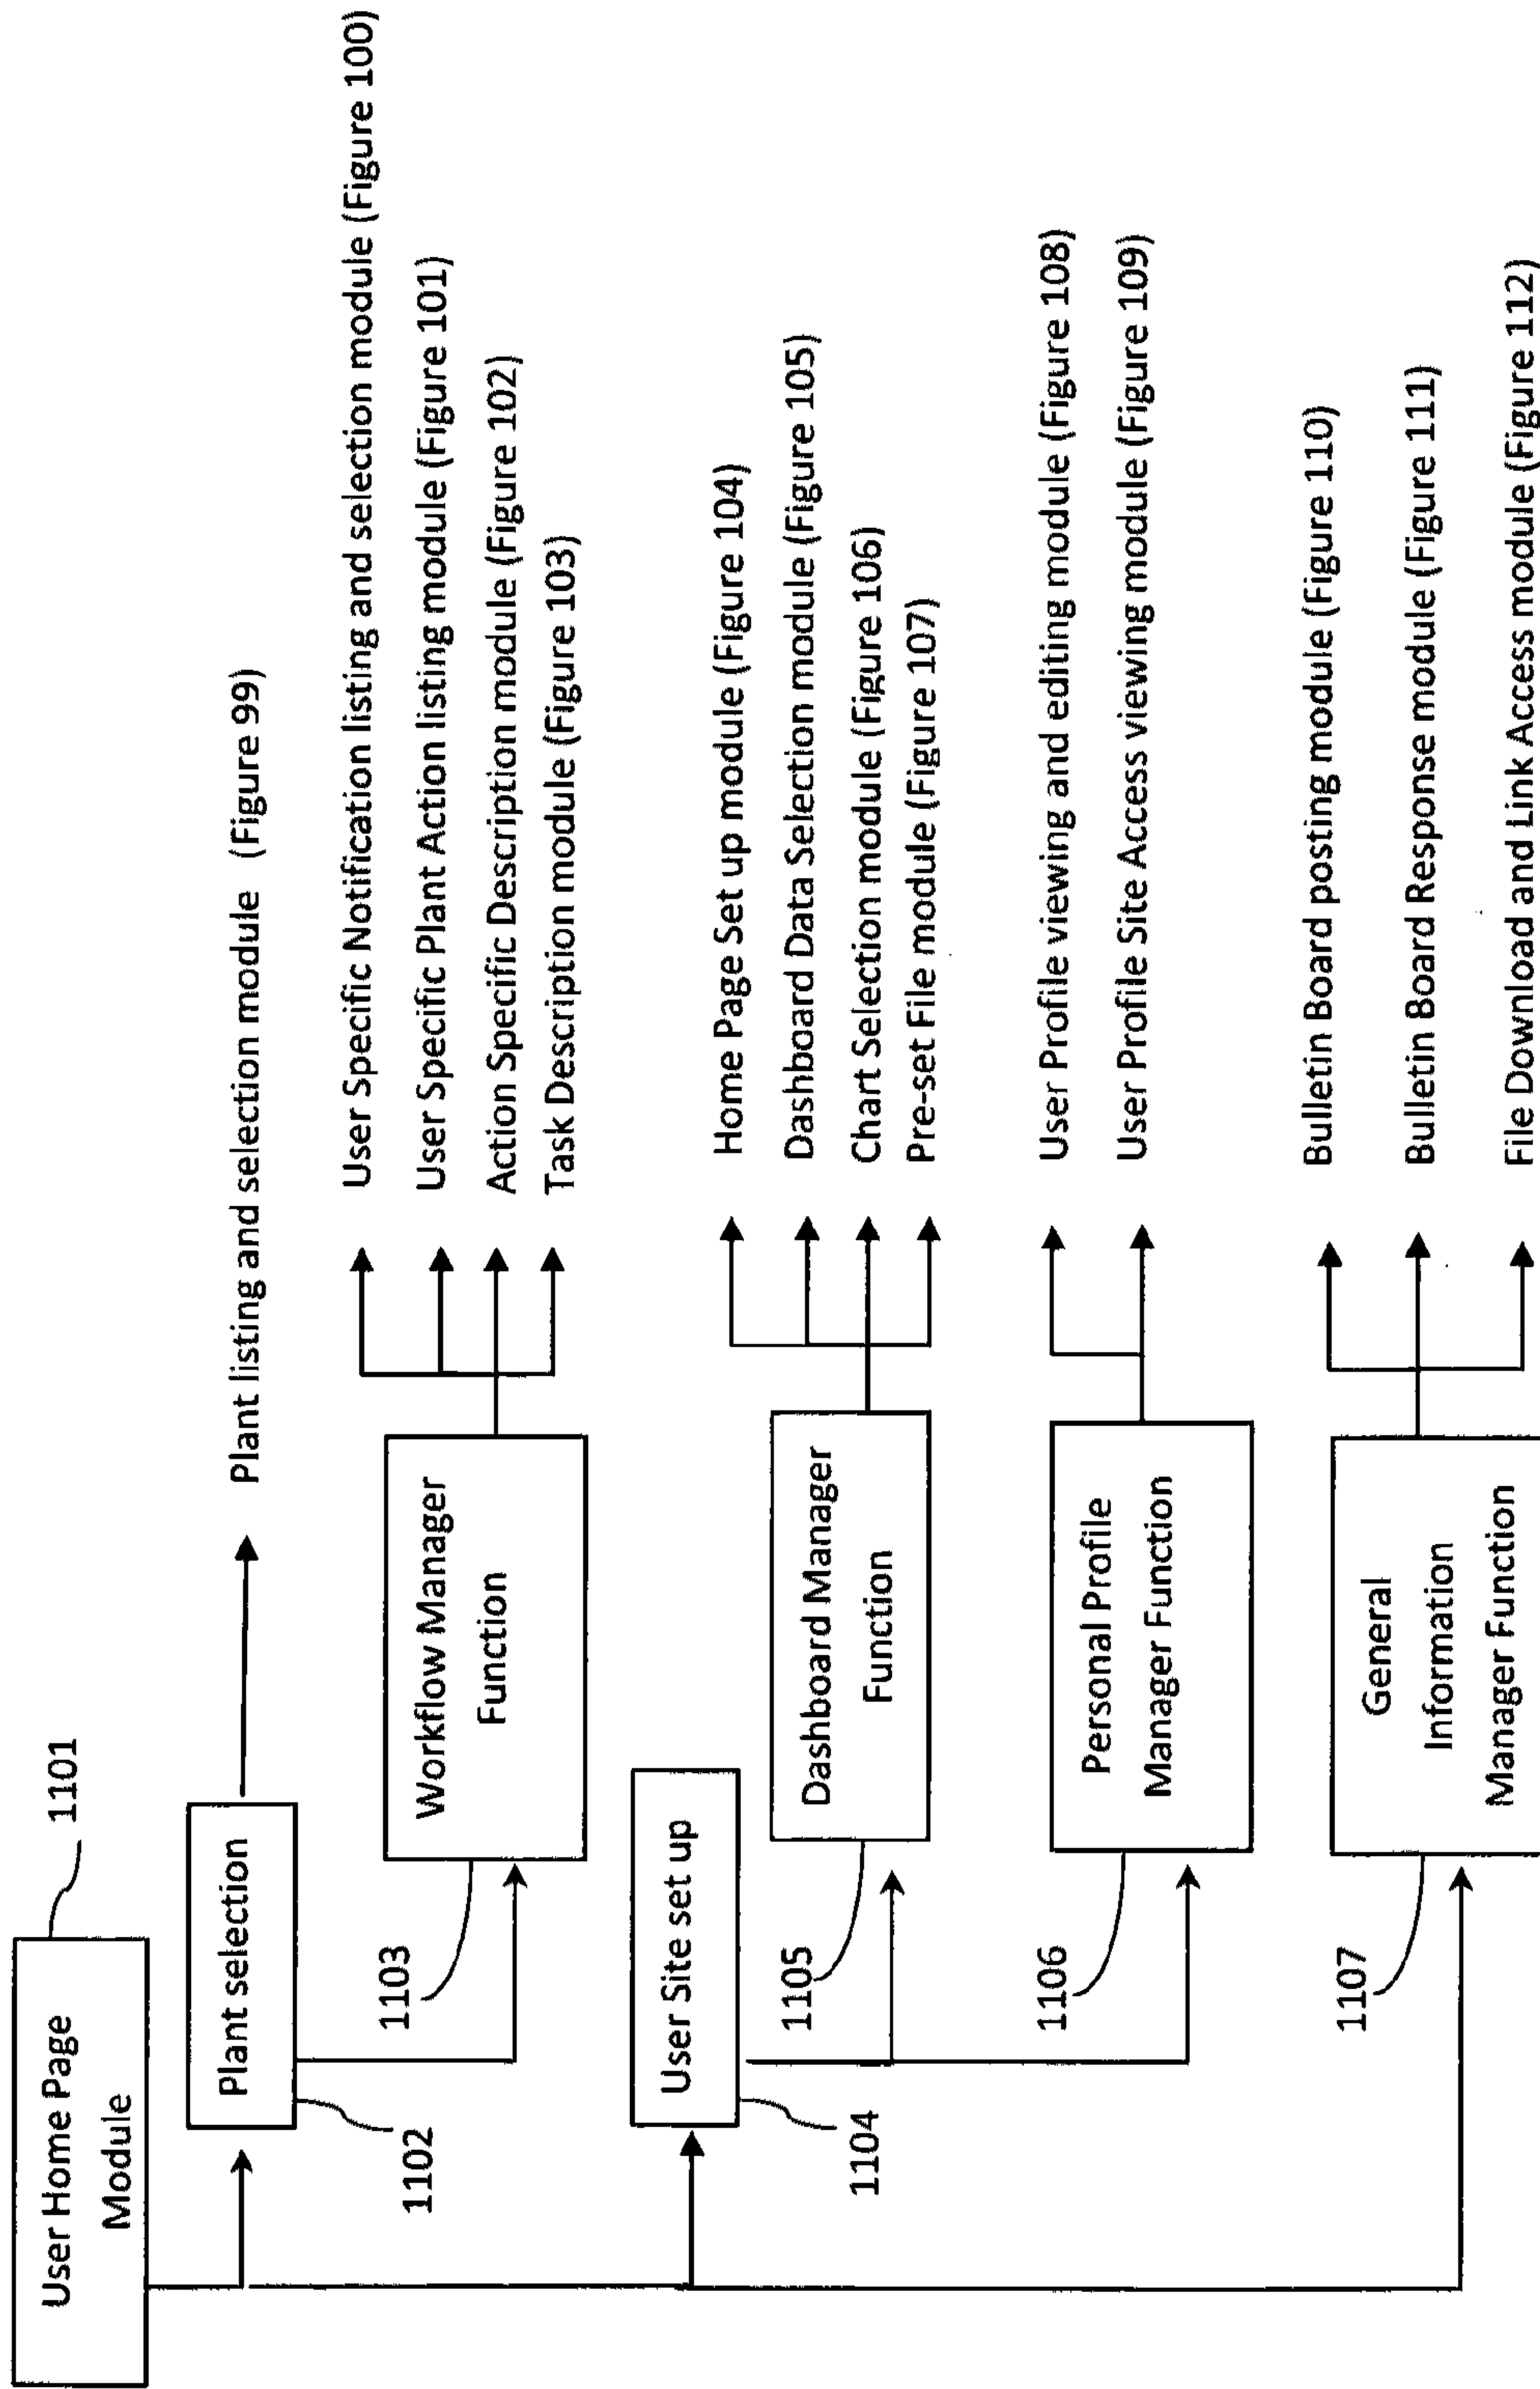 User Home Page
Module
1101
Plant selection
1102
Plant listing and selection module (Figure 99)
Workflow Manager
Function
1103
User Specific Notification listing and selection module (Figure 100)
User Specific Plant Action listing module (Figure 101)
Action Specific Description module (Figure 102)
Task Description module (Figure 103)
User Site set up
1104
Dashboard Manager
Function
1105
Home Page Set up module (Figure 104)
Dashboard Data Selection module (Figure 105)
Chart Selection module (Figure 106)
Pre-set File module (Figure 107)
Personal Profile
Manager Function
1106
User Profile viewing and editing module (Figure 108)
User Profile Site Access viewing module (Figure 109)
General
Information
Manager Function
1107
Bulletin Board posting module (Figure 110)
Bulletin Board Response module (Figure 111)
File Download and Link Access module (Figure 112)